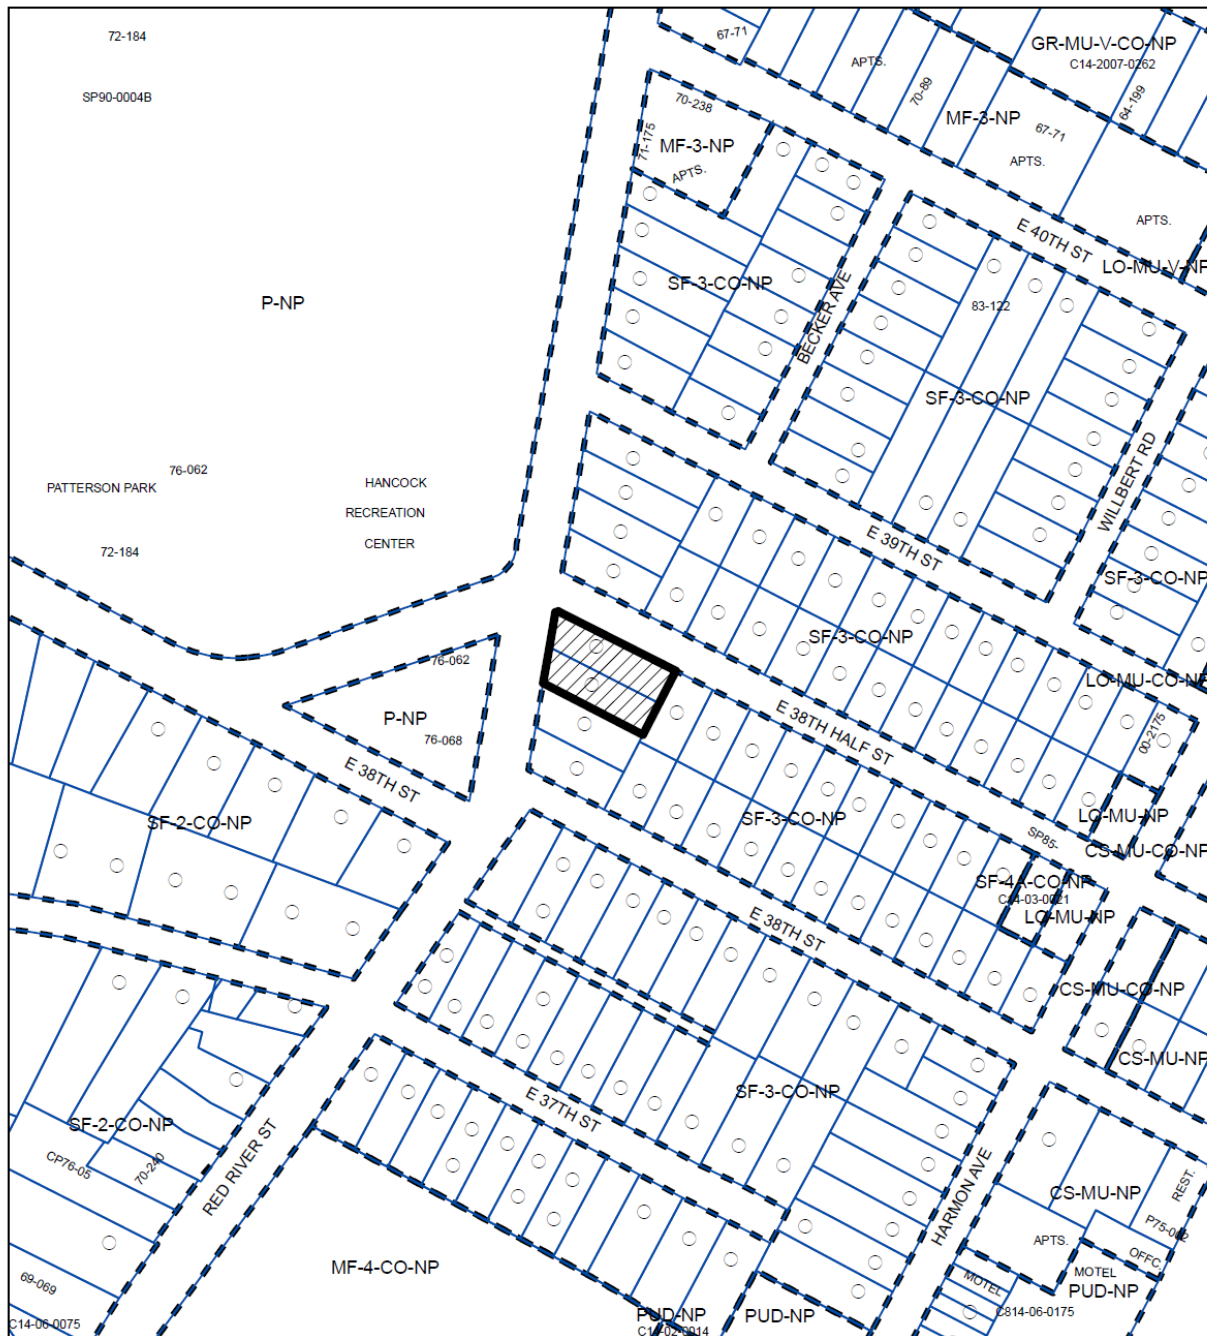 72-184
67-71
GR-MU-V-CO-NP
C14-2007-0262
APTS.
SP90-0004B
70-238
70-89
64-199
MF-3-NP
67-71
71-175
MF-3-NP
APTS.
APTS.
APTS.
E 40TH ST
LO-MU-V-NP
SF-3-CO-NP
BECKER AVE
P-NP
83-122
SF-3-CO-NP
76-062
PATTERSON PARK
HANCOCK
RECREATION
CENTER
72-184
WILLBERT RD
E 39TH ST
SF-3-CO-NP
SF-3-CO-NP
76-062
LO-MU-CO-NP
P-NP
76-068
E 38TH HALF ST
00-2175
E 38TH ST
SF-2-CO-NP
SF-3-CO-NP
LO-MU-NP
SP85-
CS-MU-CO-NP
SF-4A-CO-NP
C14-03-0021
LO-MU-NP
E 38TH ST
CS-MU-CO-NP
CS-MU-NP
SF-3-CO-NP
E 37TH ST
SF-2-CO-NP
CP76-05
70-240
RED RIVER ST
HARMON AVE
CS-MU-NP
REST.
APTS.
OFFC.
MF-4-CO-NP
MOTEL
MOTEL
PUD-NP
69-069
C14-06-0075
PUD-NP
PUD-NP
C814-06-0175